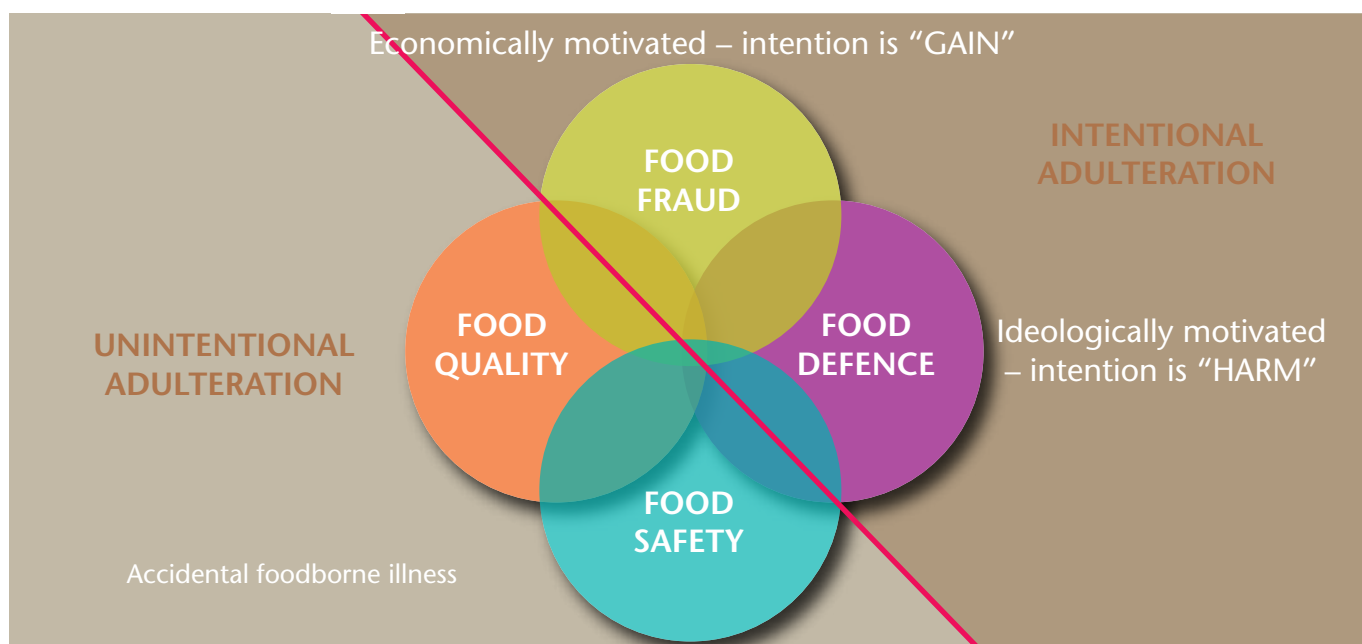 Economically motivated – intention is “GAIN”
INTENTIONAL
ADULTERATION
FOOD
FRAUD
UNINTENTIONAL
ADULTERATION
FOOD
QUALITY
FOOD
DEFENCE
Ideologically motivated
– intention is “HARM”
FOOD
SAFETY
Accidental foodborne illness